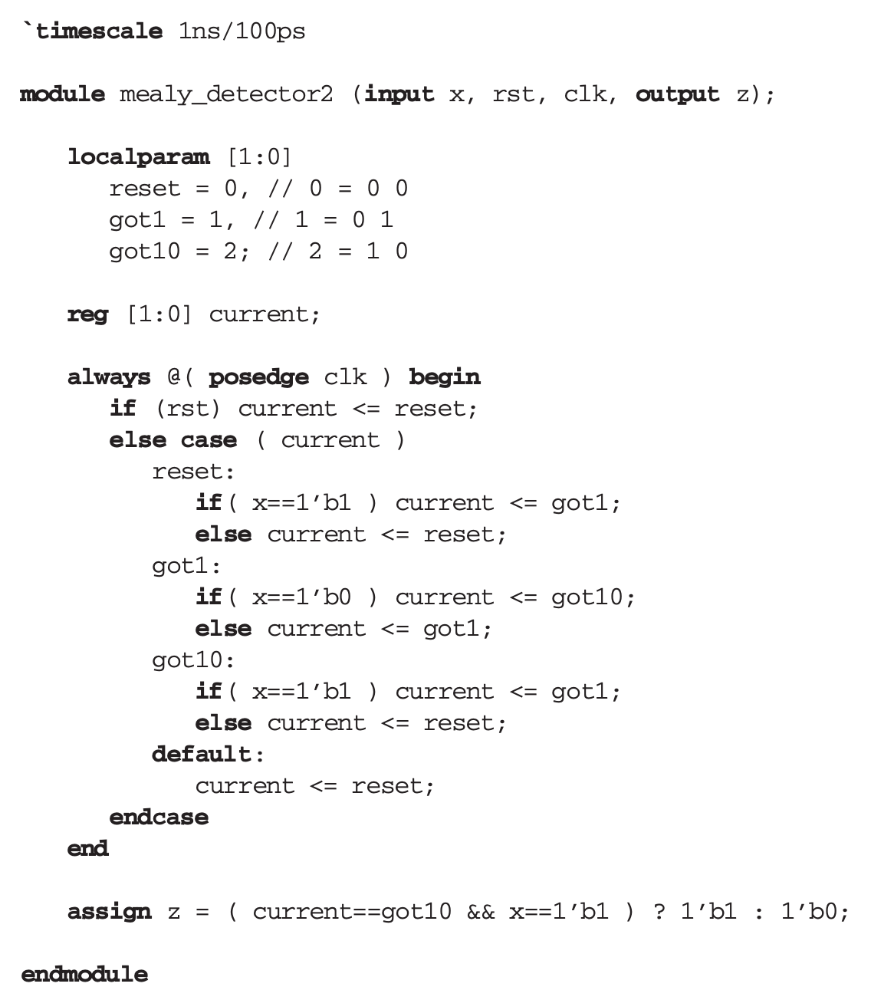 `timescale 1ns/100ps
module mealy_detector2 (input x, rst, clk, output z);
localparam [1:0]
reset = 0, // 0 = 0 0
got1 = 1, // 1 = 0 1
got10 = 2; // 2 = 1 0
reg [1:0] current;
always @( posedge clk ) begin
if (rst) current <= reset;
else case ( current )
reset:
if( x==1’b1 ) current <= got1;
else current <= reset;
got1:
if( x==1’b0 ) current <= got10;
else current <= got1;
got10:
if( x==1’b1 ) current <= got1;
else current <= reset;
default:
current <= reset;
endcase
end
assign z = ( current==got10 && x==1’b1 ) ? 1’b1 : 1’b0;
endmodule